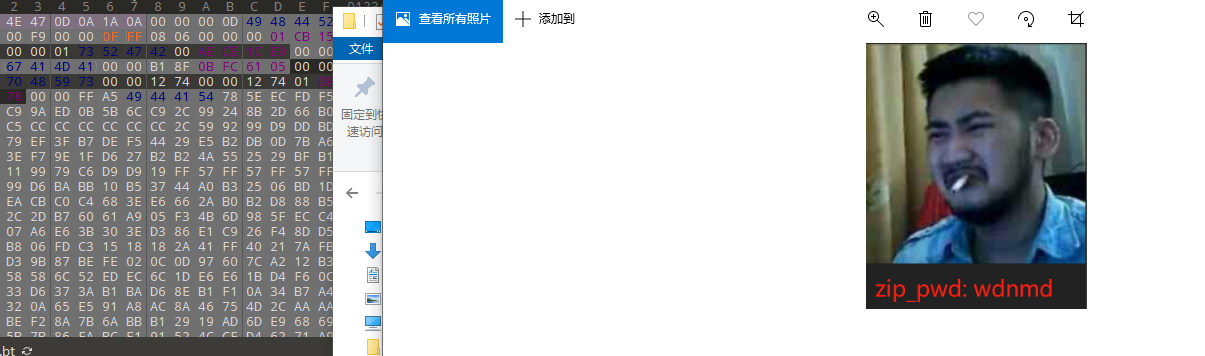 2 3 4 5 6 7 8 9 A B C D E F 0123
4E 47 0D 0A 1A 0A 00 00 00 0D 49 48 44 52
00 F9 00 00 0F FF 08 06 00 00 00 01 CB 15
00 00 01 73 52 47 42 00 00 00
67 41 4D 41 00 00 B1 8F 0B FC 61 05 00 00
70 48 59 73 00 00 12 74 00 00 12 74 01
78 00 00 FF A5 49 44 41 54 78 5E EC FD F5
C9 9A ED 0B 5B 6C C9 2C 99 24 8B 2D 66 B0
C5 CC CC CC CC CC 2C 59 92 99 D9 DD BD
79 EF 3F B7 DE F5 44 29 E5 B2 DB 0D 7B A6
3E F7 9E 1F D6 27 B2 B2 4A 55 25 29 BF B1
11 99 79 C6 D9 D9 19 FF 57 FF 57 FF 57 FF
99 D6 BA BB 10 B5 37 44 A0 B3 25 06 BD 1D
EA CB C0 C4 68 3E E6 66 2A B0 B2 D8 88 B5
2C 2D B7 60 61 A9 05 F3 4B 6D 98 5F EC C4
07 A6 E6 3B 30 3E D3 86 E1 C9 26 F4 8D D5
B8 06 FD C3 15 18 18 2A 41 FF 40 21 7A FB
D3 9B 87 BE FE 02 0C 0D 97 60 7C A2 12 B3
58 58 6C 52 ED EC 6C 1D E6 E6 1B D4 F6 0C
33 D6 37 3A B1 BA D6 8E B1 F1 0A 34 B7 A4
32 0A 65 E5 91 A8 AC 8A 46 75 4D 2C AA AA
BE F2 8A 7B 6A BB B1 29 19 AD 6D E9 68 69
.bt
文件
固定到快
速访问
查看所有照片
添加到
zip_pwd: wdnmd